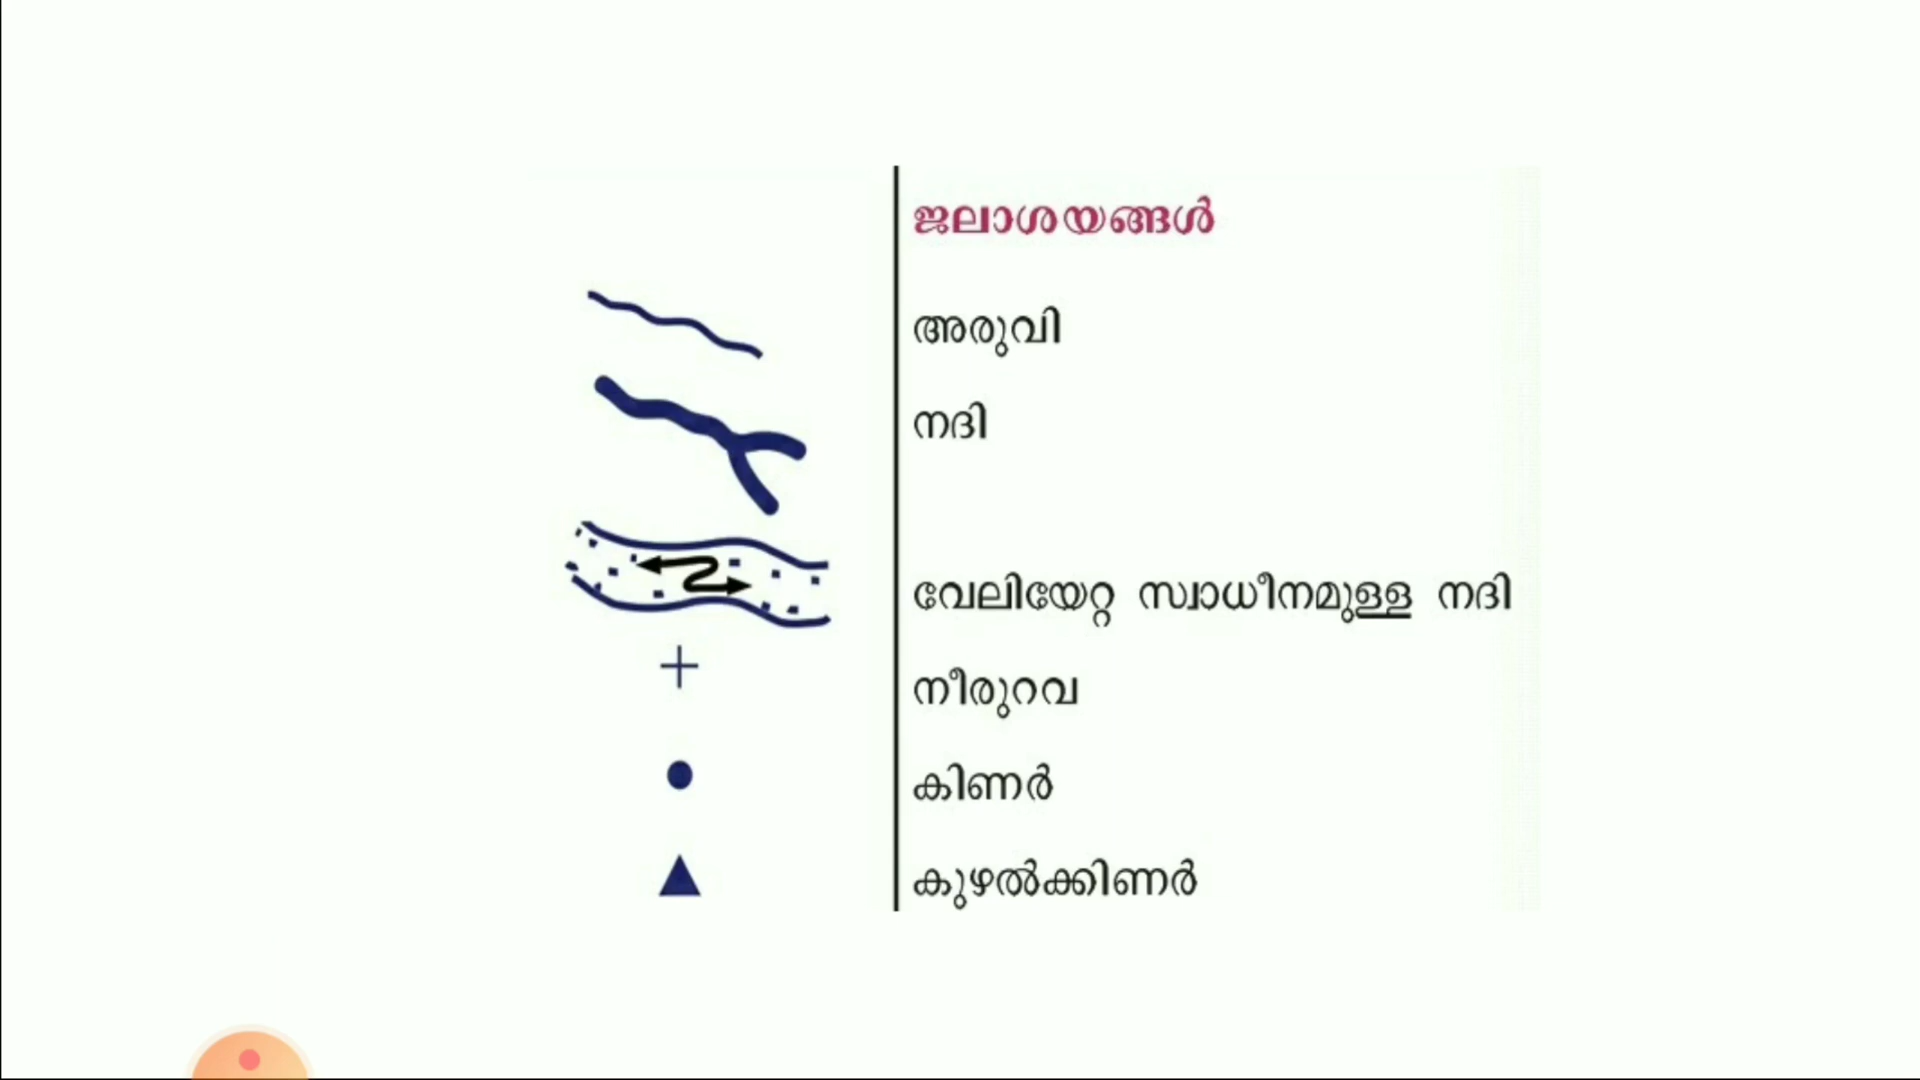 ജലാശയങ്ങൾ
അരുവി
നദി
വേലിയേറ്റ സ്വാധീനമുള്ള നദി
നീരുറവ
കിണർ
കുഴൽക്കിണർ